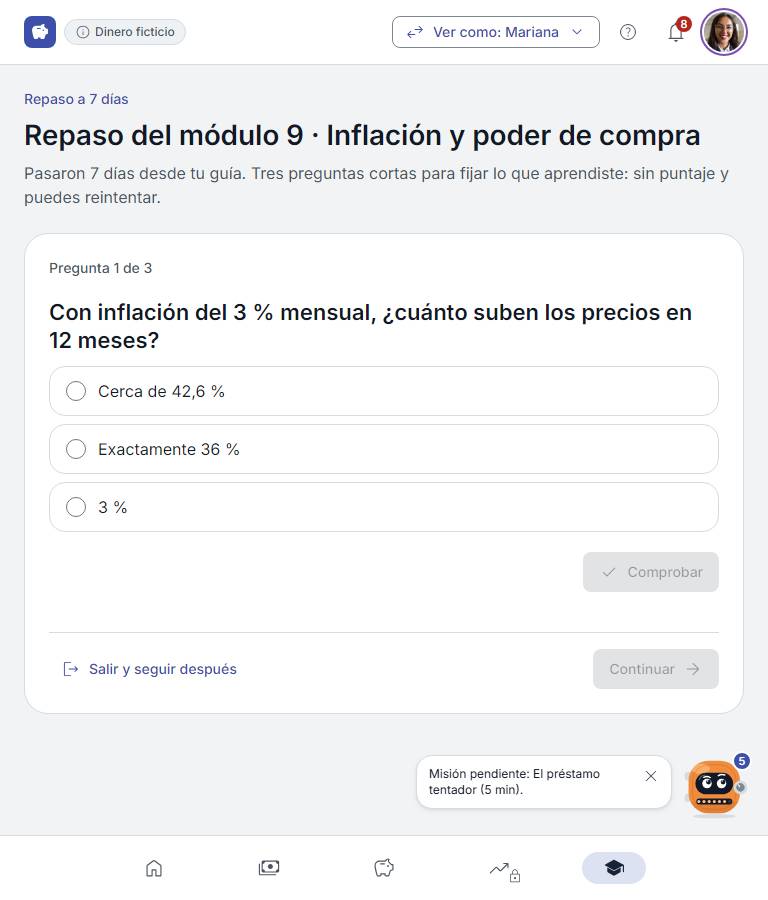 Dinero ficticio
Ver como: Mariana
8
Repaso a 7 días
Repaso del módulo 9 · Inflación y poder de compra
Pasaron 7 días desde tu guía. Tres preguntas cortas para fijar lo que aprendiste: sin puntaje y
puedes reintentar.
Pregunta 1 de 3
Con inflación del 3 % mensual, ¿cuánto suben los precios en
12 meses?
Cerca de 42,6 %
Exactamente 36 %
3 %
Comprobar
Salir y seguir después
Continuar
Misión pendiente: El préstamo
tentador (5 min).
5